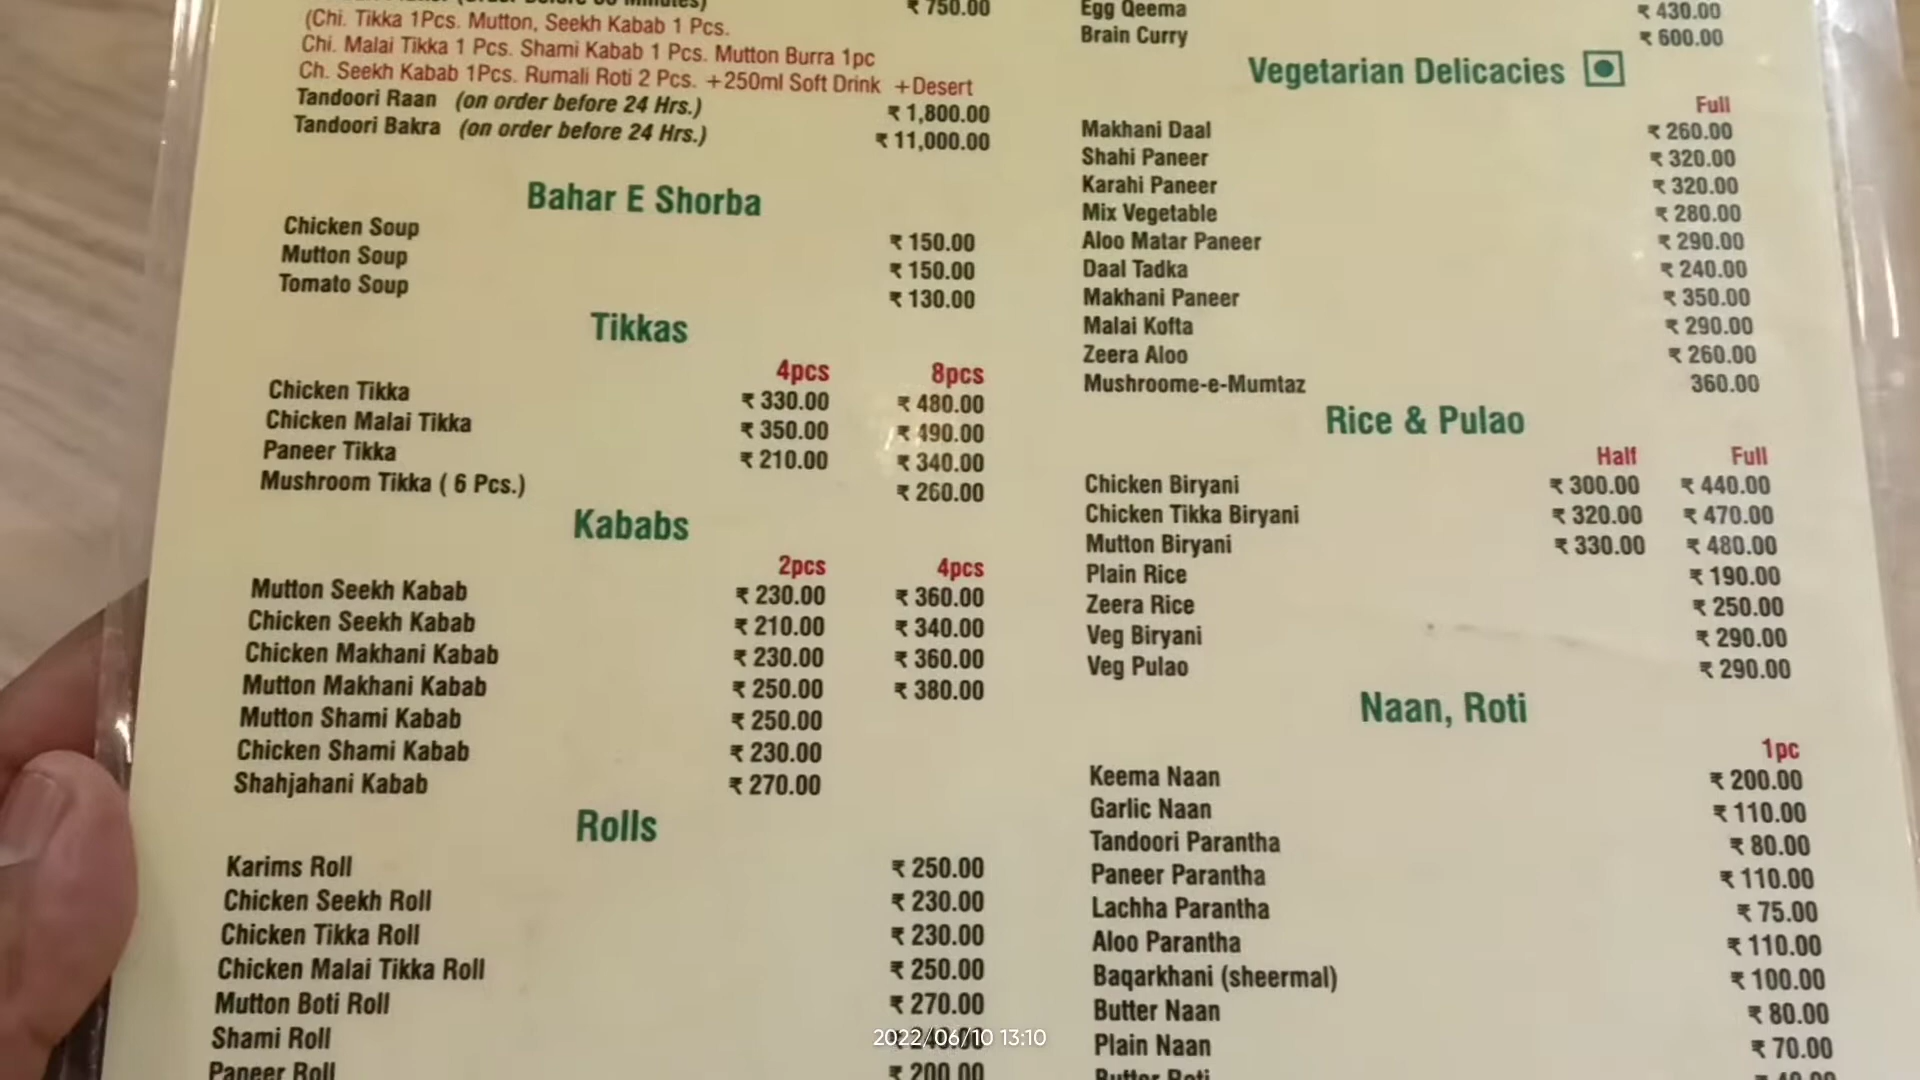 ₹ 750.00
(Chi. Tikka 1Pcs. Mutton, Seekh Kabab 1 Pcs.
Chi. Malai Tikka 1 Pcs. Shami Kabab 1 Pcs. Mutton Burra 1pc
Ch. Seekh Kabab 1Pcs. Rumali Roti 2 Pcs. +250ml Soft Drink +Desert
Tandoori Raan (on order before 24 Hrs.) ₹ 1,800.00
Tandoori Bakra (on order before 24 Hrs.) ₹ 11,000.00
Bahar E Shorba
Chicken Soup ₹ 150.00
Mutton Soup ₹ 150.00
Tomato Soup ₹ 130.00
Tikkas
4pcs 8pcs
Chicken Tikka ₹ 330.00 ₹ 480.00
Chicken Malai Tikka ₹ 350.00 ₹ 490.00
Paneer Tikka ₹ 210.00 ₹ 340.00
Mushroom Tikka ( 6 Pcs.) ₹ 260.00
Kababs
2pcs 4pcs
Mutton Seekh Kabab ₹ 230.00 ₹ 360.00
Chicken Seekh Kabab ₹ 210.00 ₹ 340.00
Chicken Makhani Kabab ₹ 230.00 ₹ 360.00
Mutton Makhani Kabab ₹ 250.00 ₹ 380.00
Mutton Shami Kabab ₹ 250.00
Chicken Shami Kabab ₹ 230.00
Shahjahani Kabab ₹ 270.00
Rolls
Karims Roll ₹ 250.00
Chicken Seekh Roll ₹ 230.00
Chicken Tikka Roll ₹ 230.00
Chicken Malai Tikka Roll ₹ 250.00
Mutton Boti Roll ₹ 270.00
Shami Roll
Paneer Roll ₹ 200.00
Egg Qeema ₹ 430.00
Brain Curry ₹ 600.00
Vegetarian Delicacies
Full
Makhani Daal ₹ 260.00
Shahi Paneer ₹ 320.00
Karahi Paneer ₹ 320.00
Mix Vegetable ₹ 280.00
Aloo Matar Paneer ₹ 290.00
Daal Tadka ₹ 240.00
Makhani Paneer ₹ 350.00
Malai Kofta ₹ 290.00
Zeera Aloo ₹ 260.00
Mushroome-e-Mumtaz 360.00
Rice & Pulao
Half Full
Chicken Biryani ₹ 300.00 ₹ 440.00
Chicken Tikka Biryani ₹ 320.00 ₹ 470.00
Mutton Biryani ₹ 330.00 ₹ 480.00
Plain Rice ₹ 190.00
Zeera Rice ₹ 250.00
Veg Biryani ₹ 290.00
Veg Pulao ₹ 290.00
Naan, Roti
1pc
Keema Naan ₹ 200.00
Garlic Naan ₹ 110.00
Tandoori Parantha ₹ 80.00
Paneer Parantha ₹ 110.00
Lachha Parantha ₹ 75.00
Aloo Parantha ₹ 110.00
Baqarkhani (sheermal) ₹ 100.00
Butter Naan ₹ 80.00
Plain Naan ₹ 70.00
Butter Roti
2022/06/10 13:10